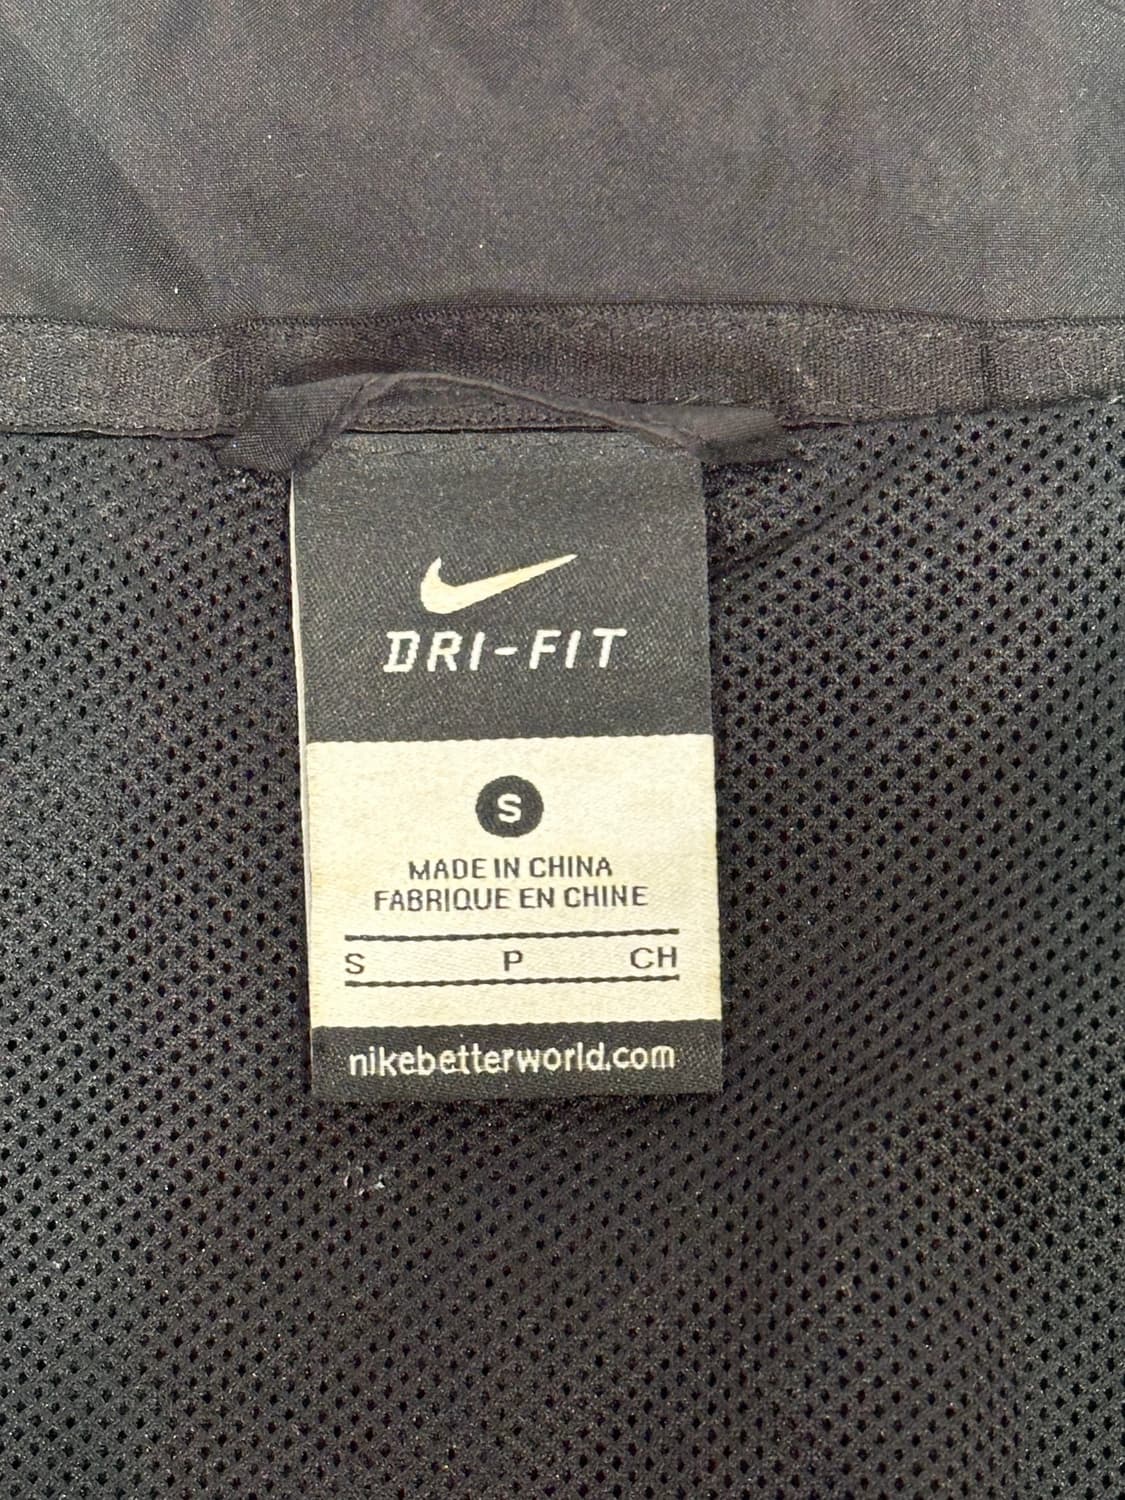 DRI-FIT
S
MADE IN CHINA
FABRIQUE EN CHINE
S P CH
nikebetterworld.com